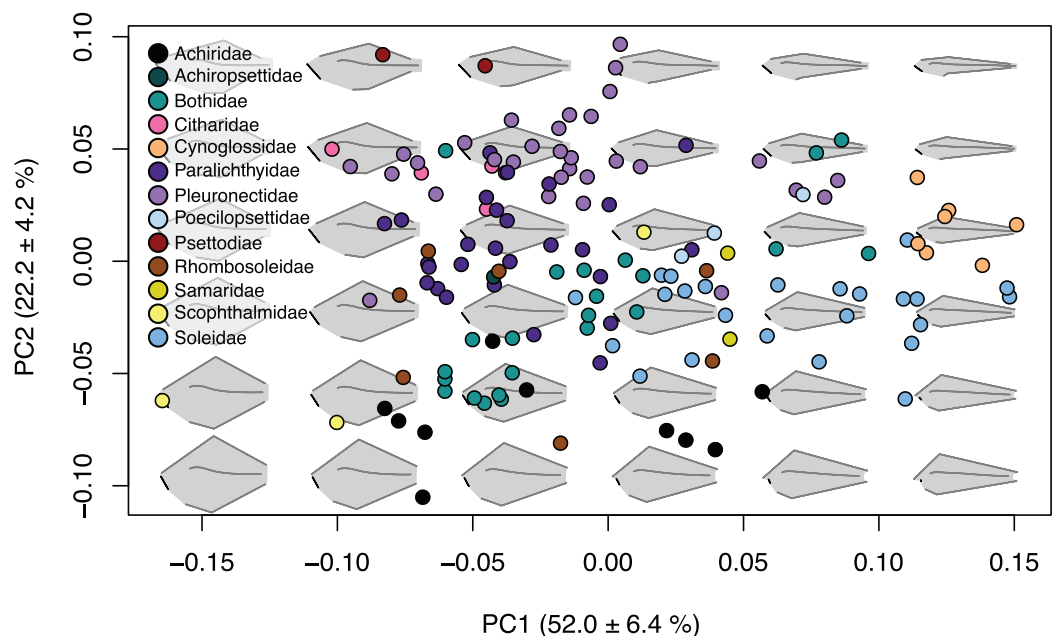 Achiridae
Achiropsettidae
Bothidae
Citharidae
Cynoglossidae
Paralichthyidae
Pleuronectidae
Poecilopsettidae
Psettodiae
Rhombosoleidae
Samaridae
Scophthalmidae
Soleidae
PC2 (22.2 ± 4.2 %)
0.10
0.05
0.00
−0.05
−0.10
−0.15 −0.10 −0.05 0.00 0.05 0.10 0.15
PC1 (52.0 ± 6.4 %)